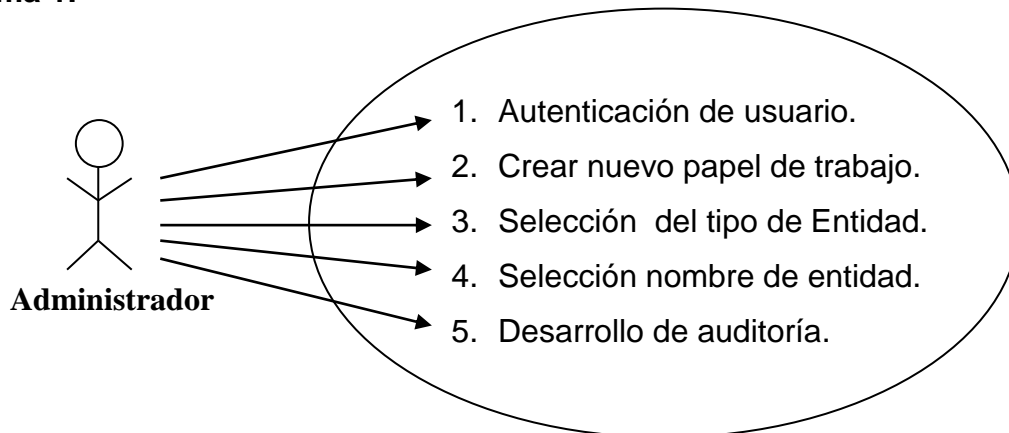 1. Autenticación de usuario.
2. Crear nuevo papel de trabajo.
3. Selección  del tipo de Entidad.
4. Selección nombre de entidad.
5. Desarrollo de auditoría.
Administrador